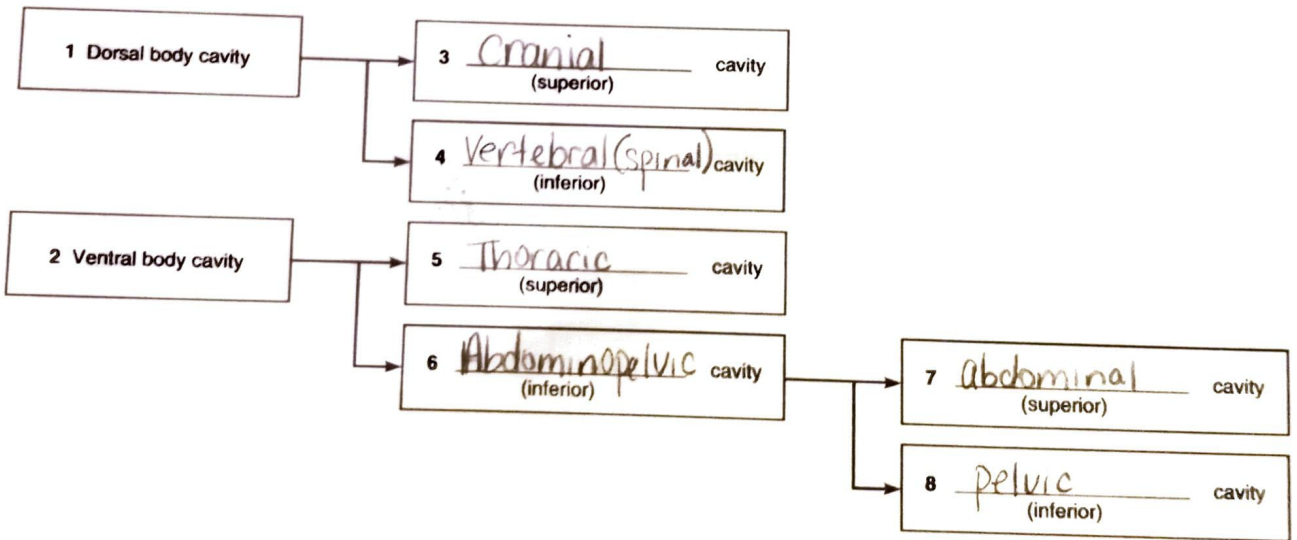 1 Dorsal body cavity
3 Cranial cavity
(superior)
4 Vertebral (spinal) cavity
(inferior)
2 Ventral body cavity
5 Thoracic cavity
(superior)
6 Abdominopelvic cavity
(inferior)
7 abdominal cavity
(superior)
8 pelvic cavity
(inferior)